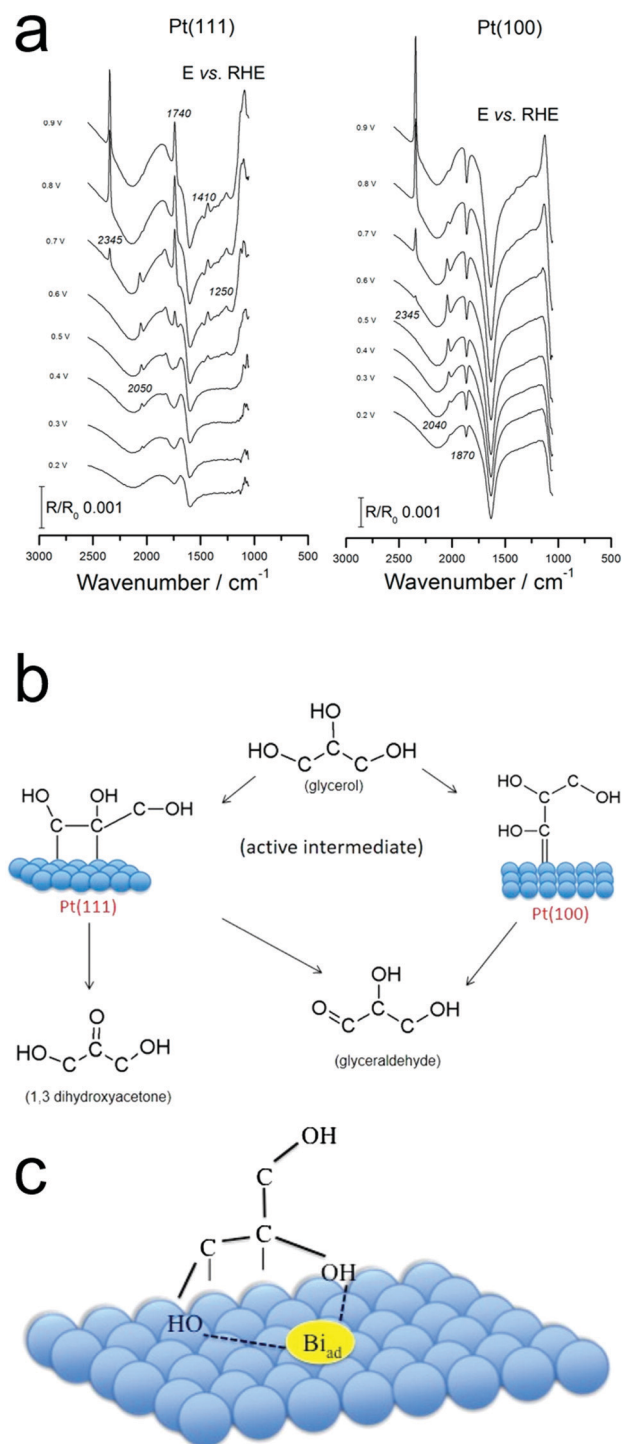 a
Pt(111)
E vs. RHE
0.9 V
1740
0.8 V
1410
2345
0.7 V
1250
0.6 V
0.5 V
0.4 V
2050
0.3 V
0.2 V
R/R0 0.001
3000 2500 2000 1500 1000 500
Wavenumber / cm-1
Pt(100)
E vs. RHE
0.9 V
0.8 V
0.7 V
0.6 V
2345
0.5 V
0.4 V
0.3 V
2040
0.2 V
1870
R/R0 0.001
3000 2500 2000 1500 1000 500
Wavenumber / cm-1
b
HO
HO C C C OH
(glycerol)
HO OH C OH
C C
Pt(111)
(active intermediate)
HO C C OH
HO C
Pt(100)
O
HO C C C OH
(1,3 dihydroxyacetone)
OH
O C C C OH
(glyceraldehyde)
c
OH
C
C C
OH
HO
Biad